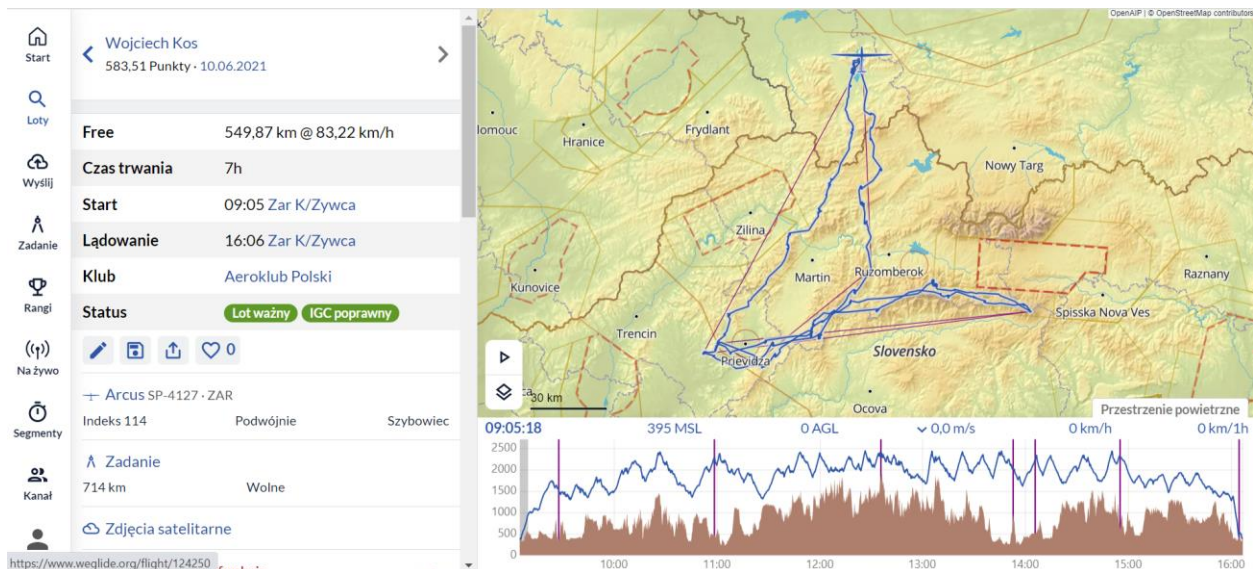 Start
Loty
Wyślij
Zadanie
Rangi
Na żywo
Segmenty
Kanał
Wojciech Kos
583,51 Punkty · 10.06.2021
Free 549,87 km @ 83,22 km/h
Czas trwania 7h
Start 09:05 Zar K/Zywca
Lądowanie 16:06 Zar K/Zywca
Klub Aeroklub Polski
Status Lot ważny IGC poprawny
0
Arcus SP-4127 · ZAR
Indeks 114 Podwójnie Szybowiec
Zadanie
714 km Wolne
Zdjęcia satelitarne
https://www.weglide.org/flight/124250
OpenAIP | © OpenStreetMap contributors
lomouc
Hranice
Frydlant
Nowy Targ
Zilina
Martin
Ruzomberok
Raznany
Kunovice
Spisska Nova Ves
Trencin
Prievidza
Slovensko
Ocova
30 km
Przestrzenie powietrzne
09:05:18 395 MSL 0 AGL 0,0 m/s 0 km/h 0 km/1h
2500
2000
1500
1000
500
0
10:00 11:00 12:00 13:00 14:00 15:00 16:00